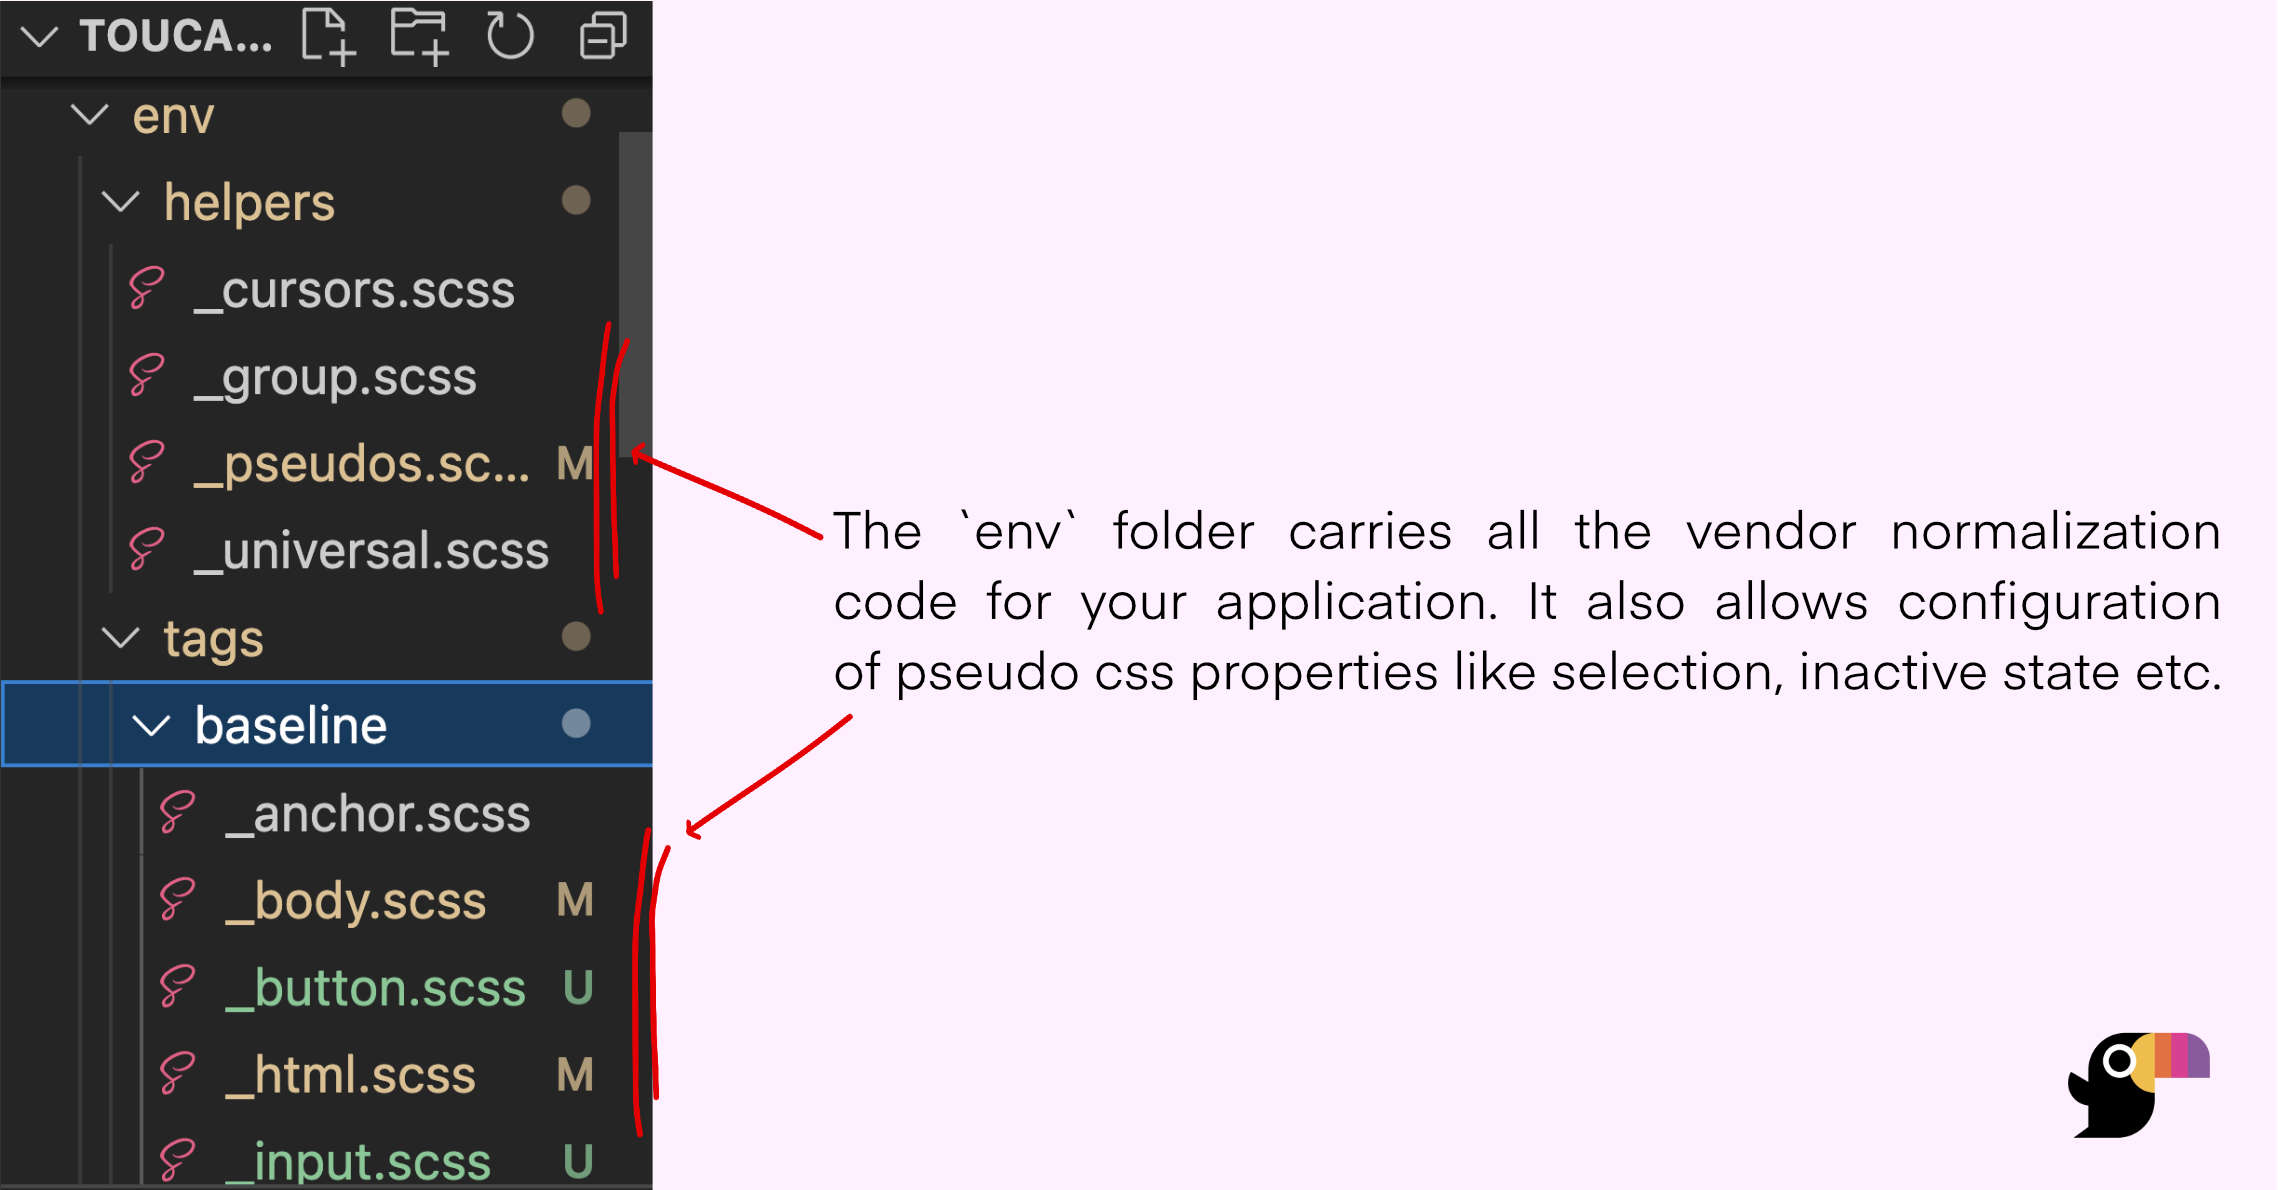 TOUCA...
env
helpers
_cursors.scss
_group.scss
_pseudos.sc... M
_universal.scss
tags
baseline
_anchor.scss
_body.scss M
_button.scss U
_html.scss M
_input.scss U
The `env` folder carries all the vendor normalization
code for your application. It also allows configuration
of pseudo css properties like selection, inactive state etc.